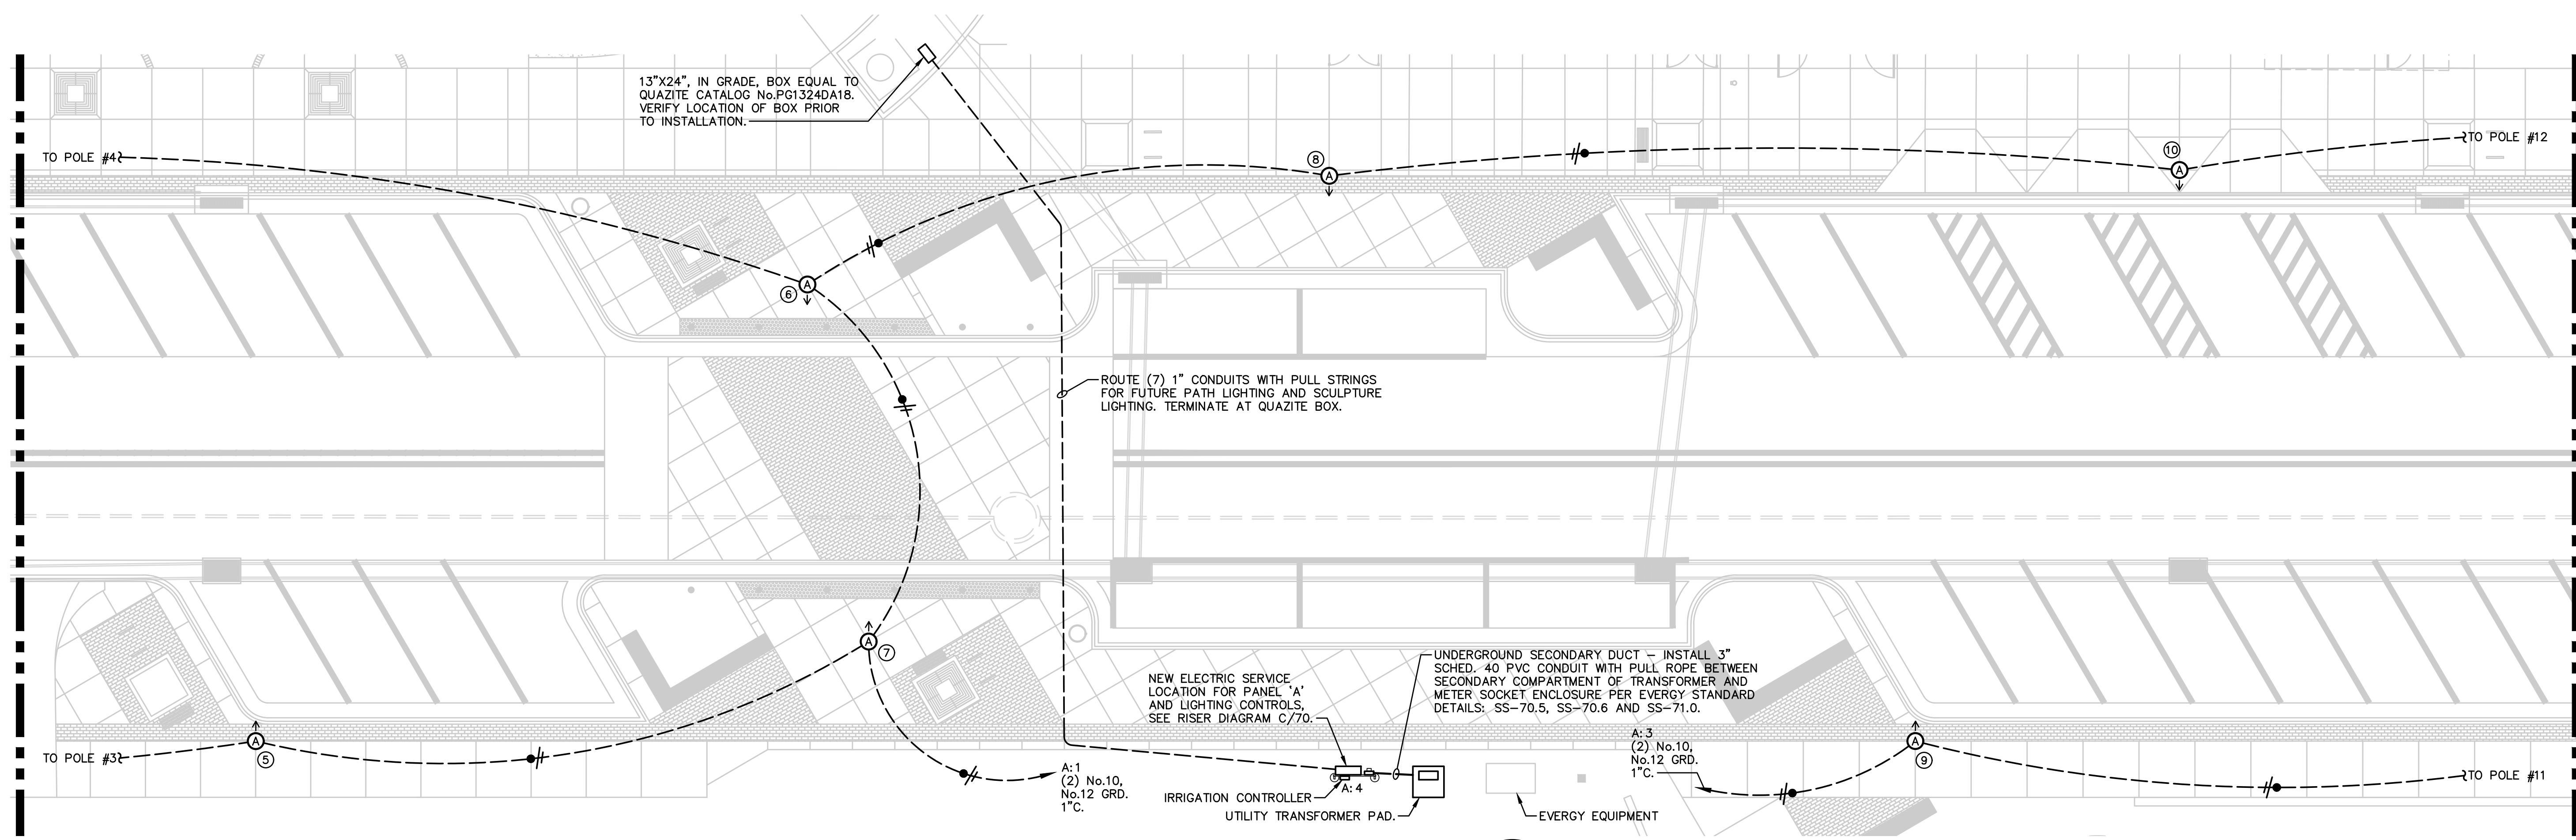 13"X24", IN GRADE, BOX EQUAL TO
QUAZITE CATALOG No.PG1324DA18.
VERIFY LOCATION OF BOX PRIOR
TO INSTALLATION.
TO POLE #4
8
A
10
A
TO POLE #12
6
A
ROUTE (7) 1" CONDUITS WITH PULL STRINGS
FOR FUTURE PATH LIGHTING AND SCULPTURE
LIGHTING. TERMINATE AT QUAZITE BOX.
A
7
UNDERGROUND SECONDARY DUCT – INSTALL 3"
SCHED. 40 PVC CONDUIT WITH PULL ROPE BETWEEN
SECONDARY COMPARTMENT OF TRANSFORMER AND
METER SOCKET ENCLOSURE PER EVERGY STANDARD
DETAILS: SS-70.5, SS-70.6 AND SS-71.0.
NEW ELECTRIC SERVICE
LOCATION FOR PANEL 'A'
AND LIGHTING CONTROLS,
SEE RISER DIAGRAM C/70.
TO POLE #3
A
5
A:1
(2) No.10,
No.12 GRD.
1"C.
A:4
IRRIGATION CONTROLLER
UTILITY TRANSFORMER PAD.
EVERGY EQUIPMENT
A:3
(2) No.10,
No.12 GRD.
1"C.
A
9
TO POLE #11